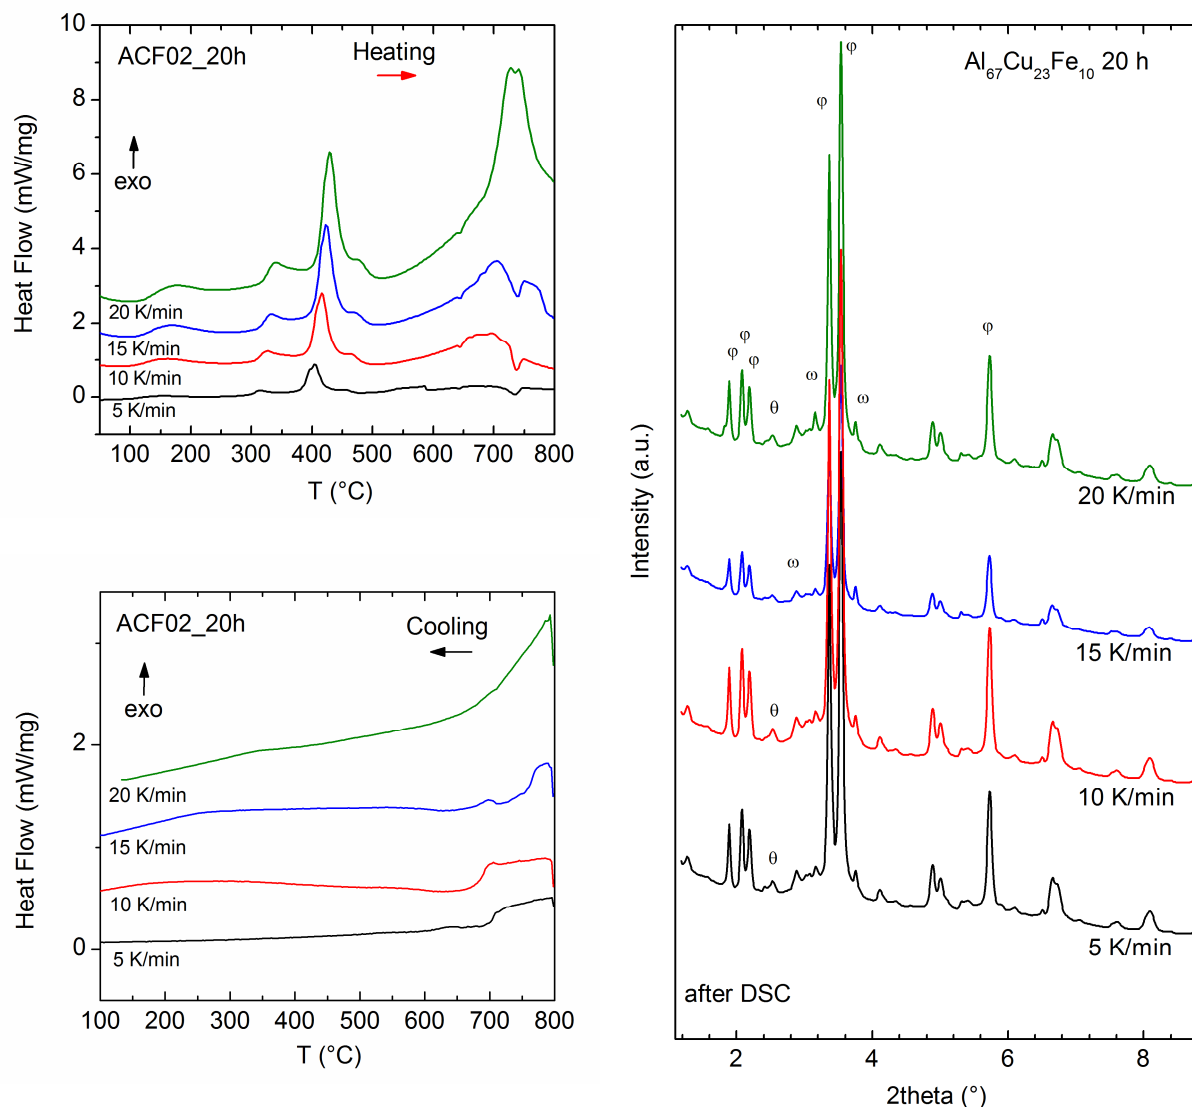 ACF02_20h
Heating
exo
20 K/min
15 K/min
10 K/min
5 K/min
Heat Flow (mW/mg)
10
8
6
4
2
0
100 200 300 400 500 600 700 800
T (°C)
ACF02_20h
Cooling
exo
20 K/min
15 K/min
10 K/min
5 K/min
Heat Flow (mW/mg)
2
0
100 200 300 400 500 600 700 800
T (°C)
Al67Cu23Fe10 20 h
φ
φ
φ
φ
φ
φ
ω
ω
θ
20 K/min
ω
15 K/min
θ
10 K/min
θ
5 K/min
after DSC
Intensity (a.u.)
2 4 6 8
2theta (°)